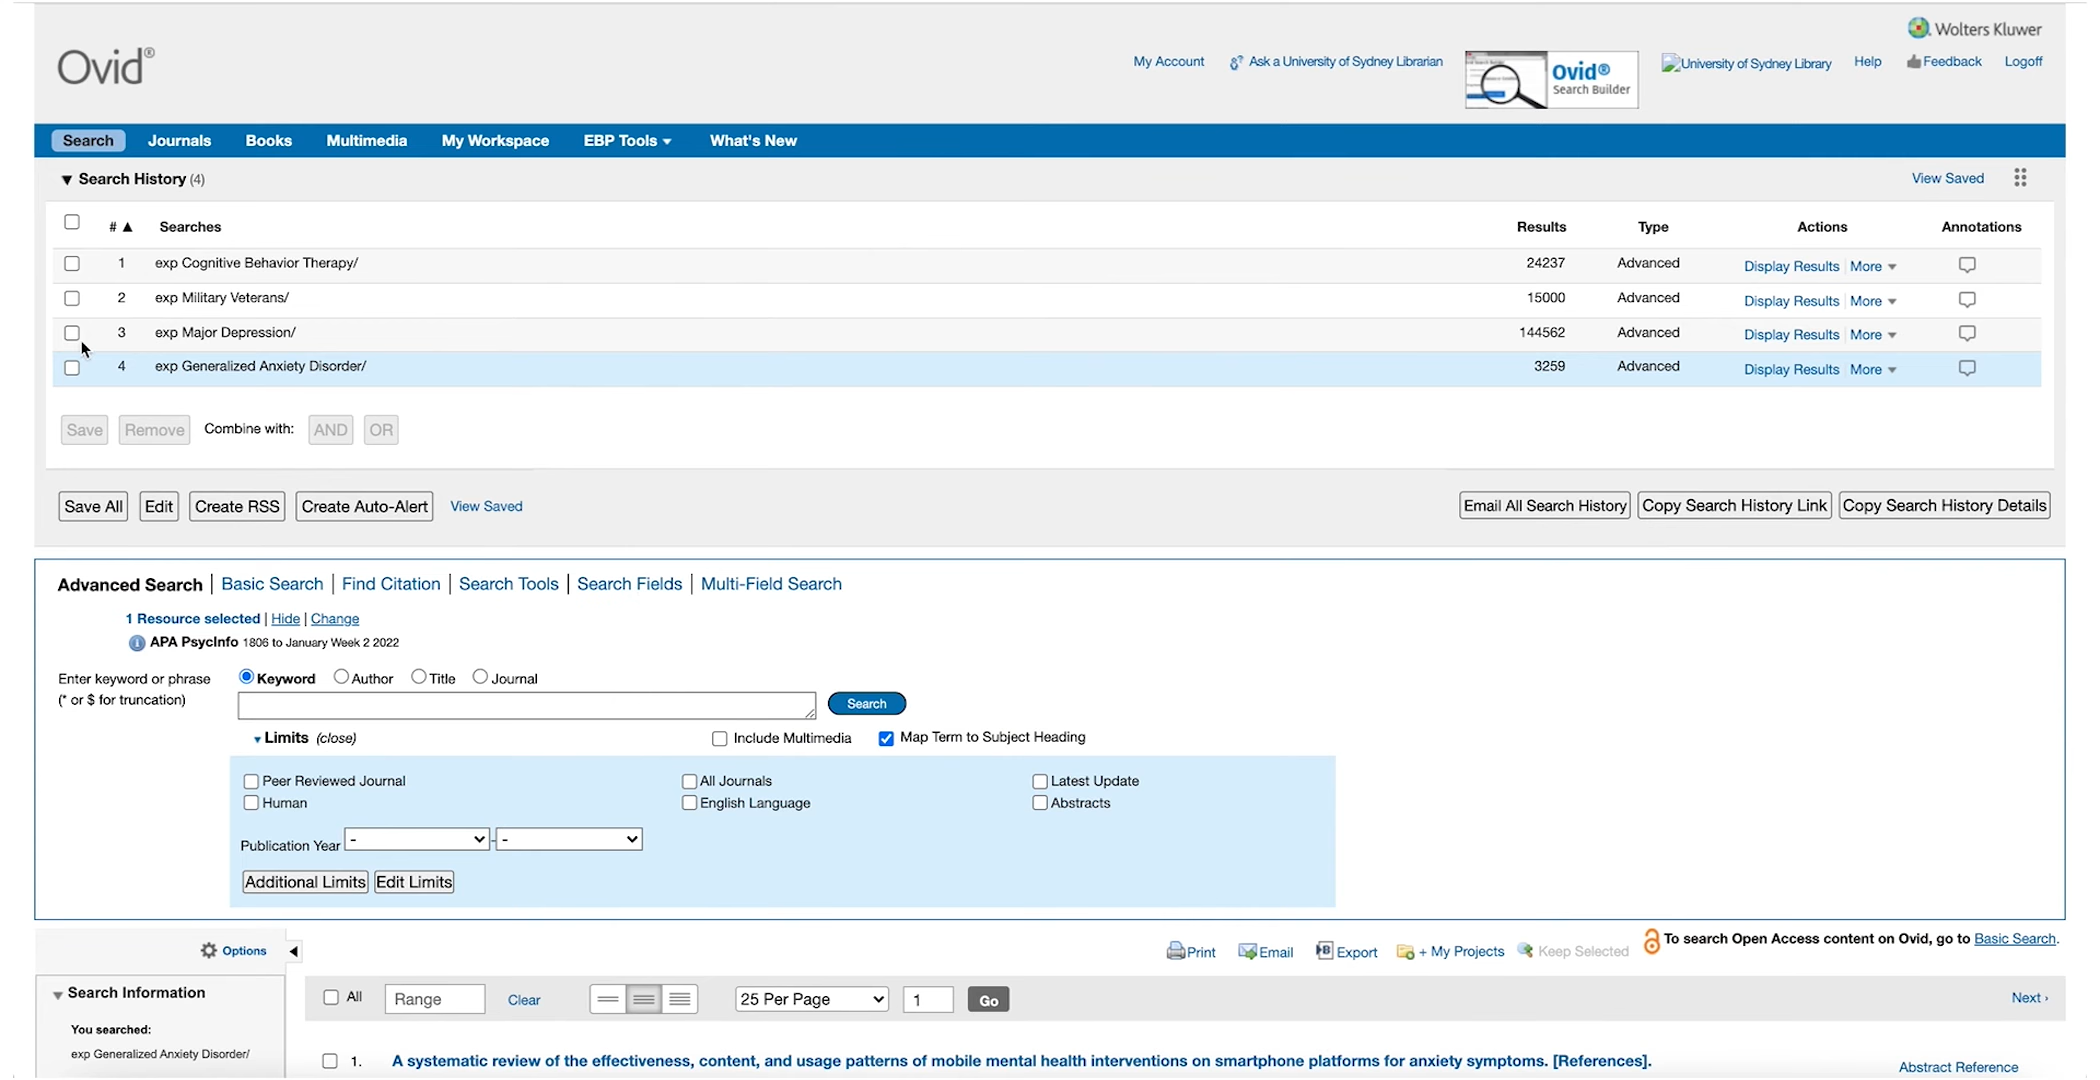 Wolters Kluwer
Ovid®
My Account
Ask a University of Sydney Librarian
Ovid®
Search Builder
University of Sydney Library
Help
Feedback
Logoff
Search
Journals
Books
Multimedia
My Workspace
EBP Tools
What's New
▼ Search History (4)
View Saved
# ▲ Searches Results Type Actions Annotations
1 exp Cognitive Behavior Therapy/ 24237 Advanced Display Results More
2 exp Military Veterans/ 15000 Advanced Display Results More
3 exp Major Depression/ 144562 Advanced Display Results More
4 exp Generalized Anxiety Disorder/ 3259 Advanced Display Results More
Save Remove Combine with: AND OR
Save All Edit Create RSS Create Auto-Alert View Saved
Email All Search History Copy Search History Link Copy Search History Details
Advanced Search | Basic Search | Find Citation | Search Tools | Search Fields | Multi-Field Search
1 Resource selected | Hide | Change
APA PsycInfo 1806 to January Week 2 2022
Enter keyword or phrase
(* or $ for truncation)
Keyword Author Title Journal
Search
Limits (close)
Include Multimedia Map Term to Subject Heading
Peer Reviewed Journal All Journals Latest Update
Human English Language Abstracts
Publication Year - - -
Additional Limits Edit Limits
Options
Print Email Export + My Projects Keep Selected
To search Open Access content on Ovid, go to Basic Search.
Search Information
You searched:
exp Generalized Anxiety Disorder/
All Range Clear 25 Per Page 1 Go Next ›
1. A systematic review of the effectiveness, content, and usage patterns of mobile mental health interventions on smartphone platforms for anxiety symptoms. [References].
Abstract Reference